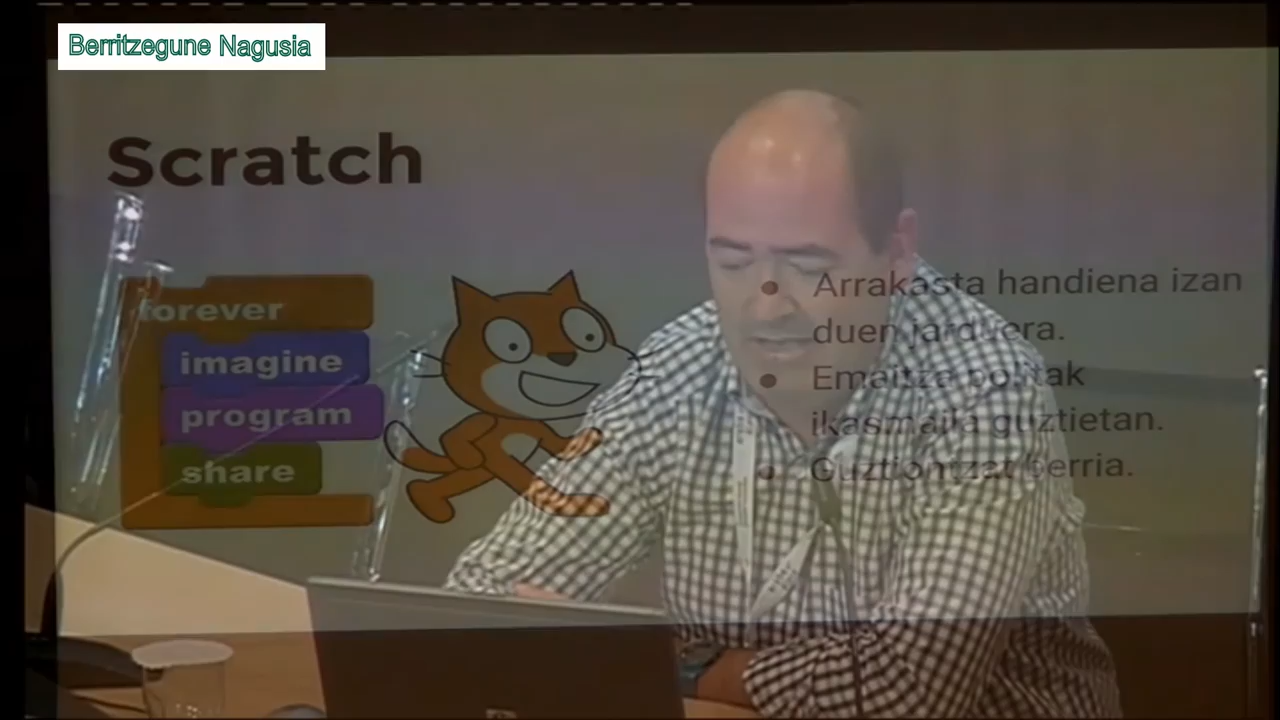 Berritzegune Nagusia
Scratch
forever
imagine
program
share
Arrakasta handiena izan
duen jarduera.
Emaitza politak
ikasmaila guztietan.
Guztiontzat berria.